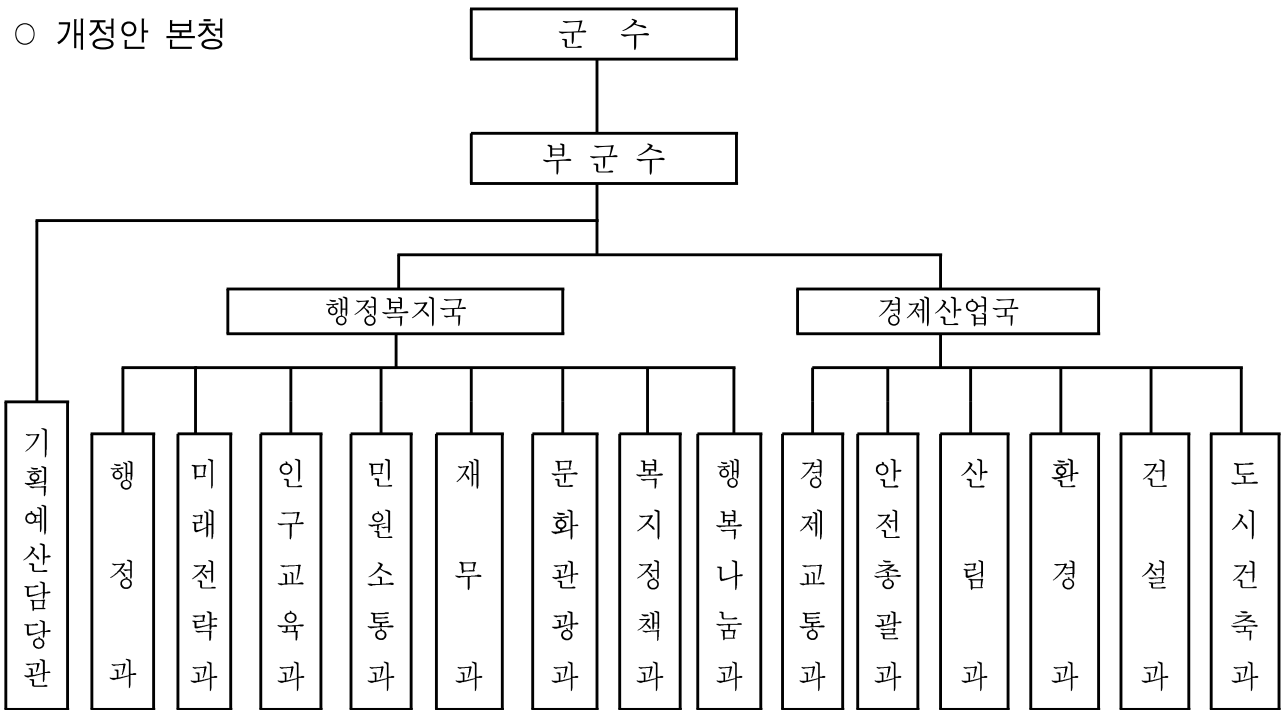 ○ 개정안 본청
군 수
부 군 수
행정복지국
경제산업국
기획예산담당관
행정과
미래전략과
인구교육과
민원소통과
재무과
문화관광과
복지정책과
행복나눔과
경제교통과
안전총괄과
산림과
환경과
건설과
도시건축과